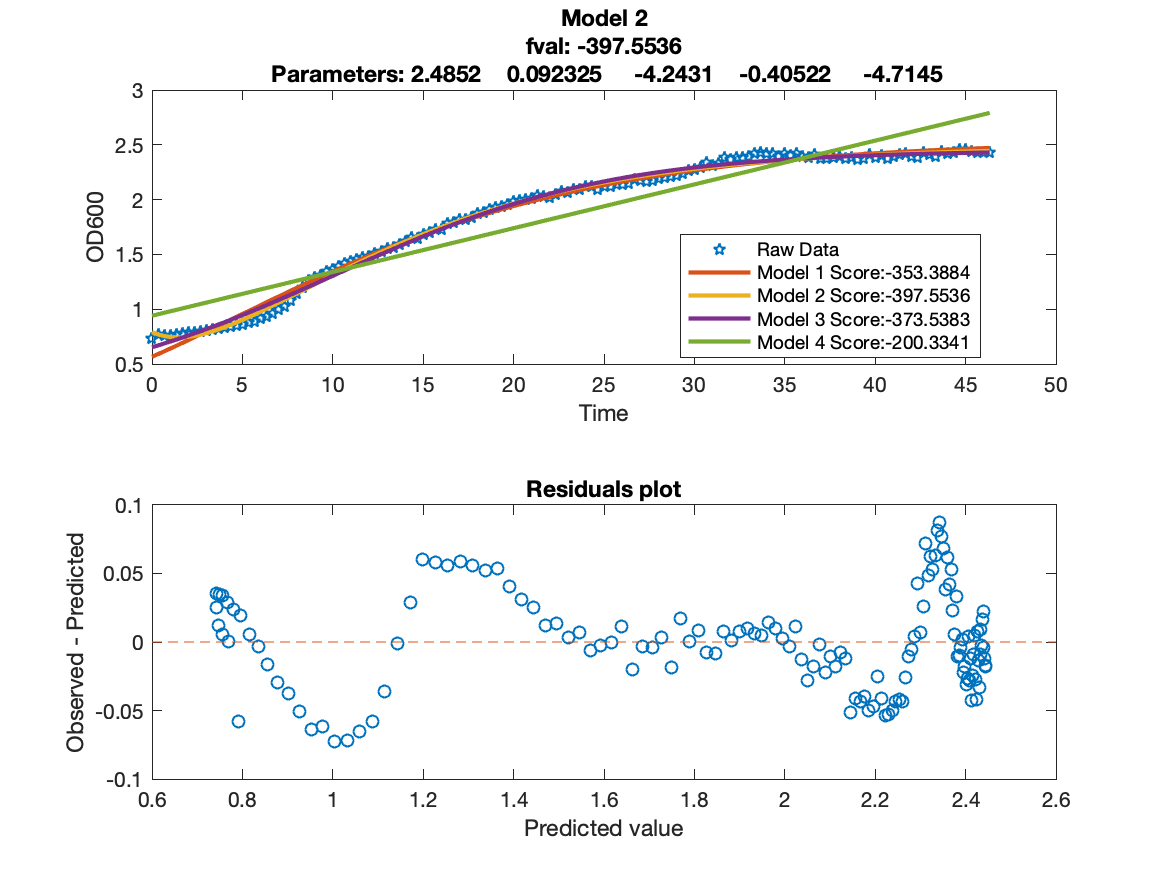 Model 2
fval: -397.5536
Parameters: 2.4852 0.092325 -4.2431 -0.40522 -4.7145
3
2.5
2
1.5
1
0.5
OD600
Raw Data
Model 1 Score:-353.3884
Model 2 Score:-397.5536
Model 3 Score:-373.5383
Model 4 Score:-200.3341
0 5 10 15 20 25 30 35 40 45 50
Time
Residuals plot
0.1
0.05
0
-0.05
-0.1
Observed - Predicted
0.6 0.8 1 1.2 1.4 1.6 1.8 2 2.2 2.4 2.6
Predicted value